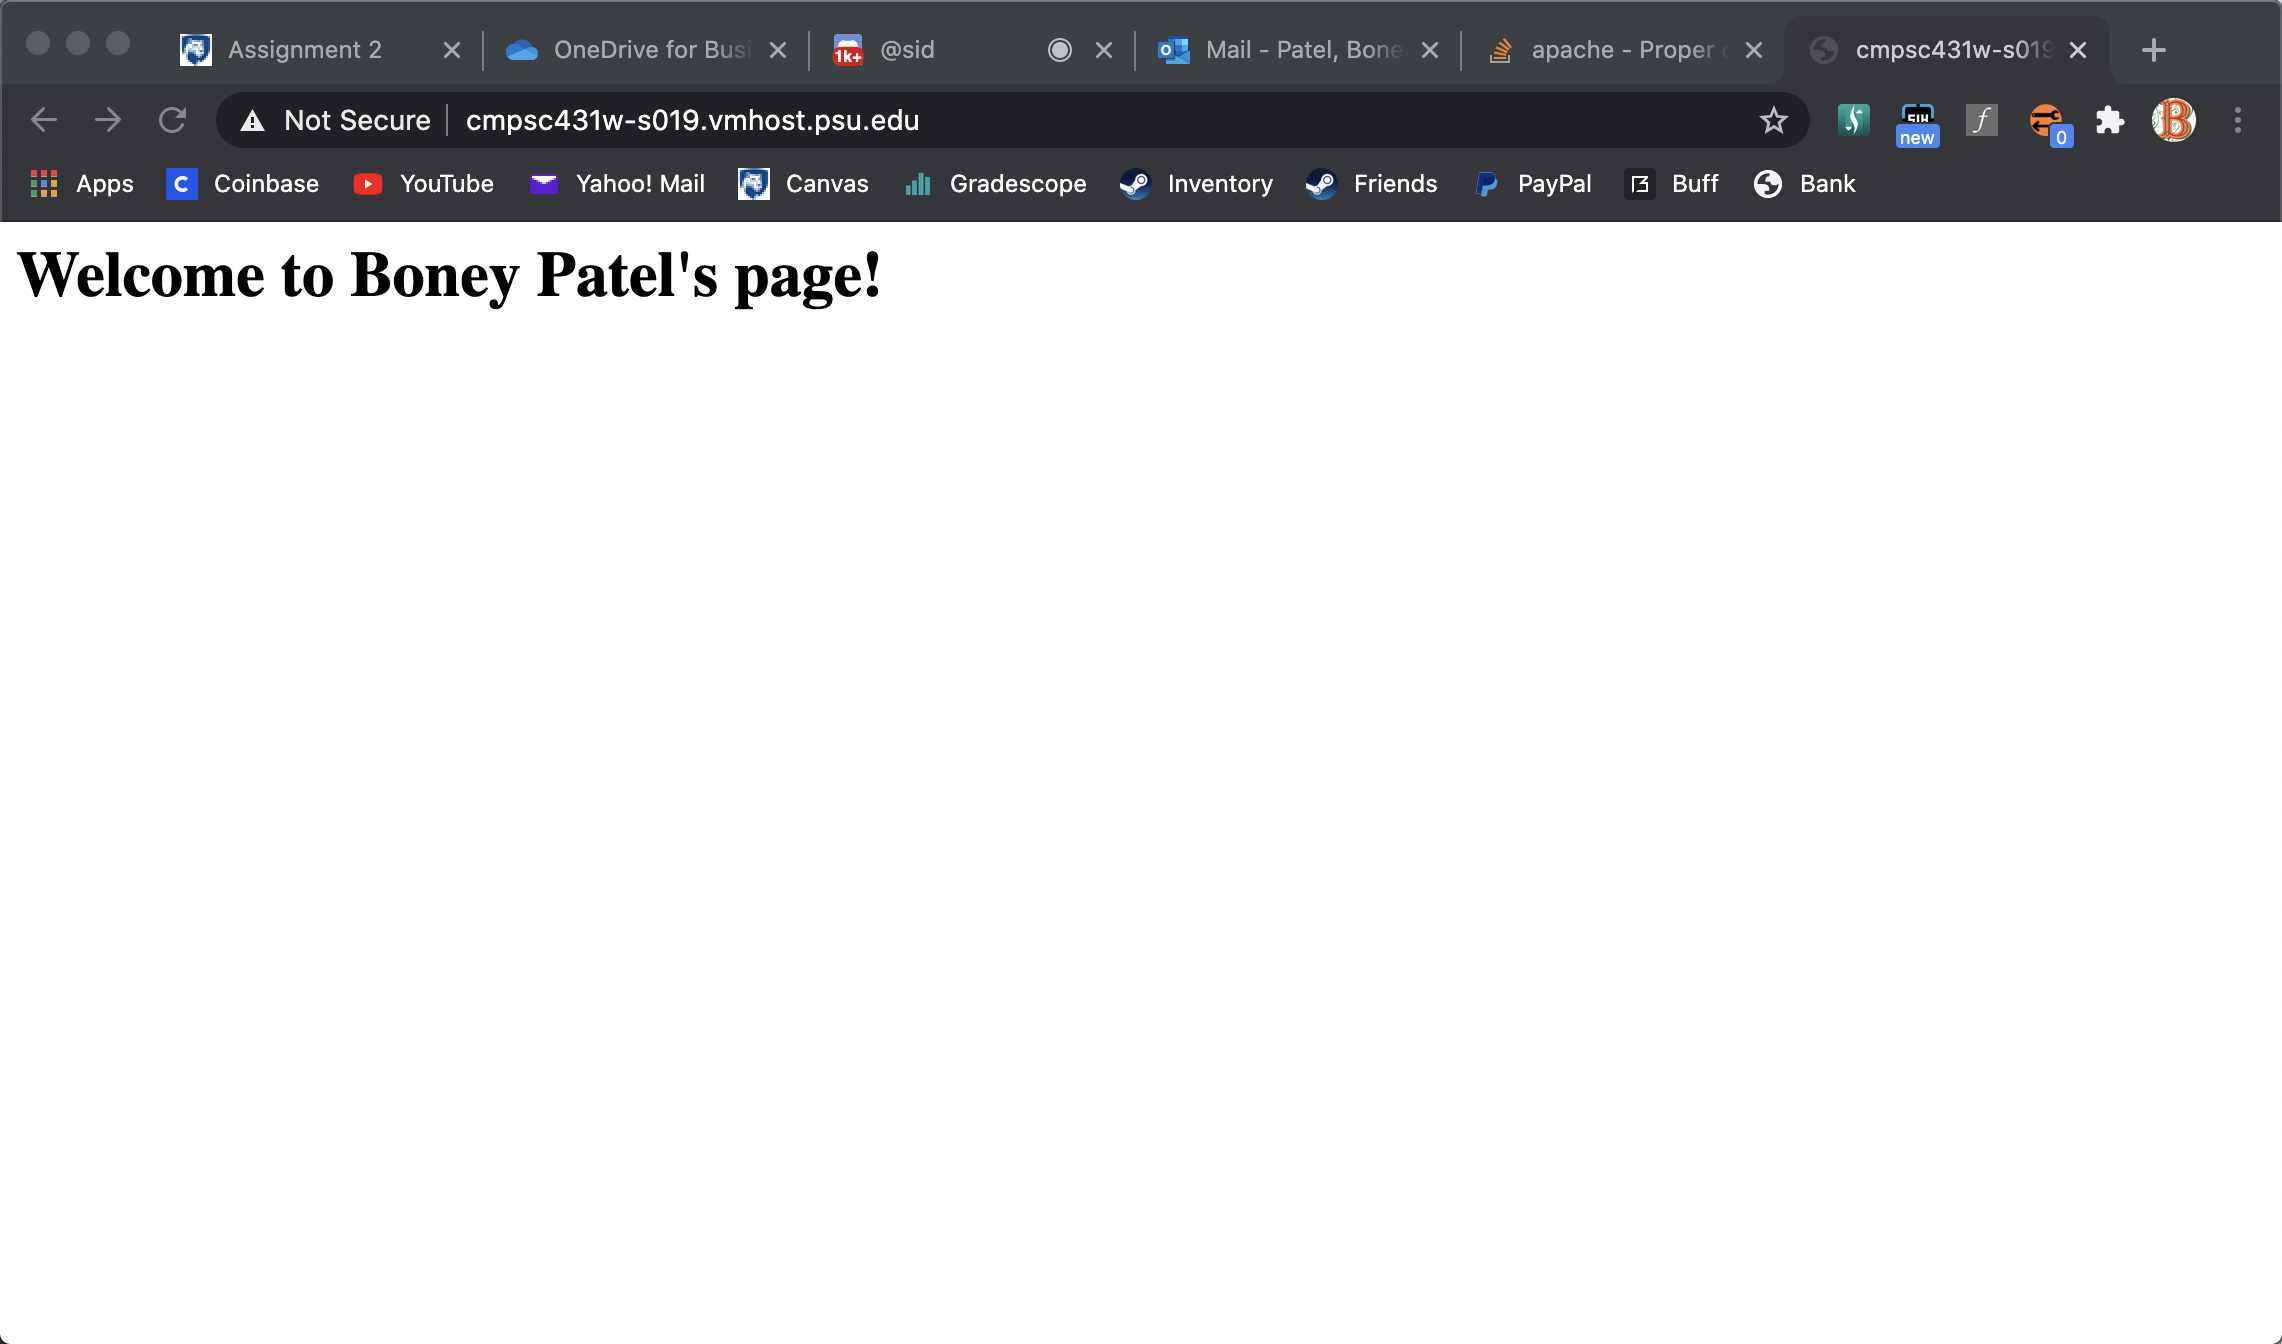 Assignment 2
OneDrive for Busi
1k+ @sid
Mail - Patel, Bone
apache - Proper
cmpsc431w-s019
Not Secure cmpsc431w-s019.vmhost.psu.edu
new
0
Apps Coinbase YouTube Yahoo! Mail Canvas Gradescope Inventory Friends PayPal Buff Bank
Welcome to Boney Patel's page!